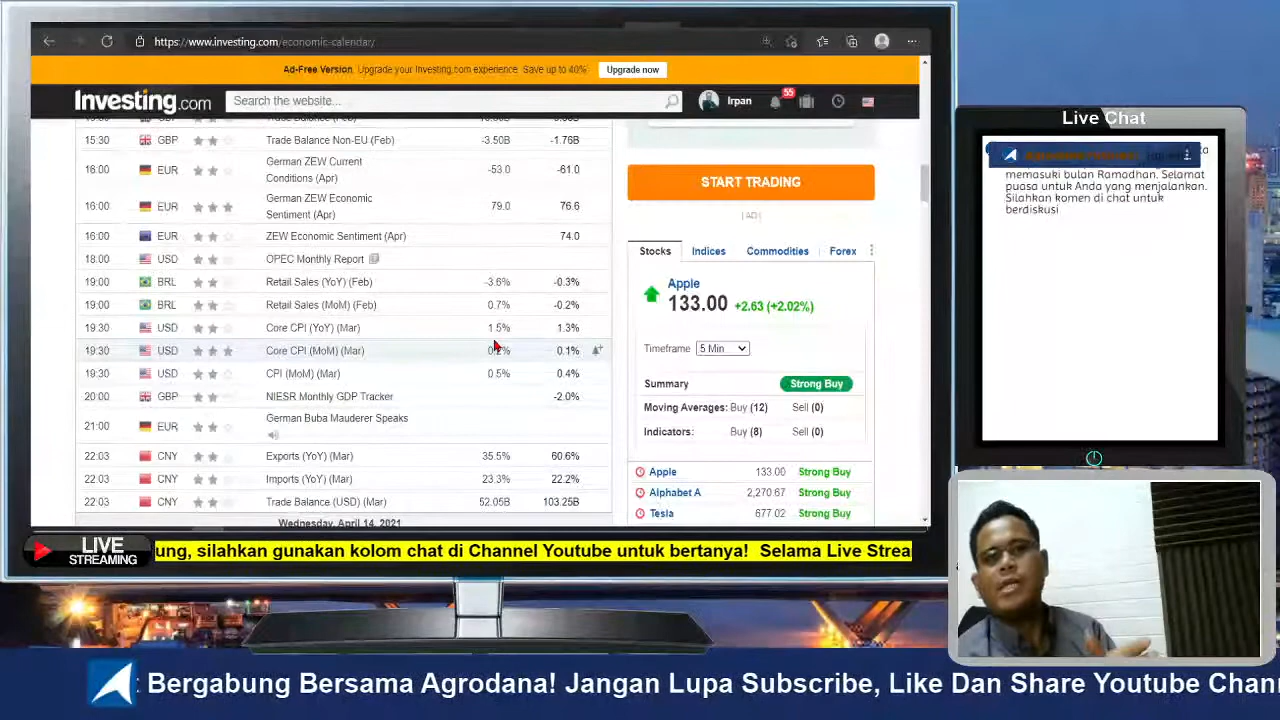 https://www.investing.com/economic-calendar/
Ad-Free Version. Upgrade your Investing.com experience. Save up to 40% Upgrade now
Investing.com Search the website... Irpan 55
15:30 GBP Trade Balance Non-EU (Feb) -3.50B -1.76B
16:00 EUR German ZEW Current Conditions (Apr) -53.0 -61.0
16:00 EUR German ZEW Economic Sentiment (Apr) 79.0 76.6
16:00 EUR ZEW Economic Sentiment (Apr) 74.0
18:10 USD OPEC Monthly Report
19:00 BRL Retail Sales (YoY) (Feb) -3.6% -0.3%
19:00 BRL Retail Sales (MoM) (Feb) 0.7% -0.2%
19:30 USD Core CPI (YoY) (Mar) 1.5% 1.3%
19:30 USD Core CPI (MoM) (Mar) 0.2% 0.1%
19:30 USD CPI (MoM) (Mar) 0.5% 0.4%
20:00 GBP NIESR Monthly GDP Tracker -2.0%
21:00 EUR German Buba Mauderer Speaks
22:03 CNY Exports (YoY) (Mar) 35.5% 60.6%
22:03 CNY Imports (YoY) (Mar) 23.3% 22.2%
22:03 CNY Trade Balance (USD) (Mar) 52.05B 103.25B
Wednesday, April 14, 2021
START TRADING
[ AD ]
Stocks Indices Commodities Forex
Apple
133.00 +2.63 (+2.02%)
Timeframe 5 Min
Summary Strong Buy
Moving Averages: Buy (12) Sell (0)
Indicators: Buy (8) Sell (0)
Apple 133.00 Strong Buy
Alphabet A 2,270.67 Strong Buy
Tesla 677.02 Strong Buy
Live Chat
memasuki bulan Ramadhan. Selamat
puasa untuk Anda yang menjalankan.
Silahkan komen di chat untuk
berdiskusi
LIVE
STREAMING
ung, silahkan gunakan kolom chat di Channel Youtube untuk bertanya! Selama Live Strea
Bergabung Bersama Agrodana! Jangan Lupa Subscribe, Like Dan Share Youtube Chan